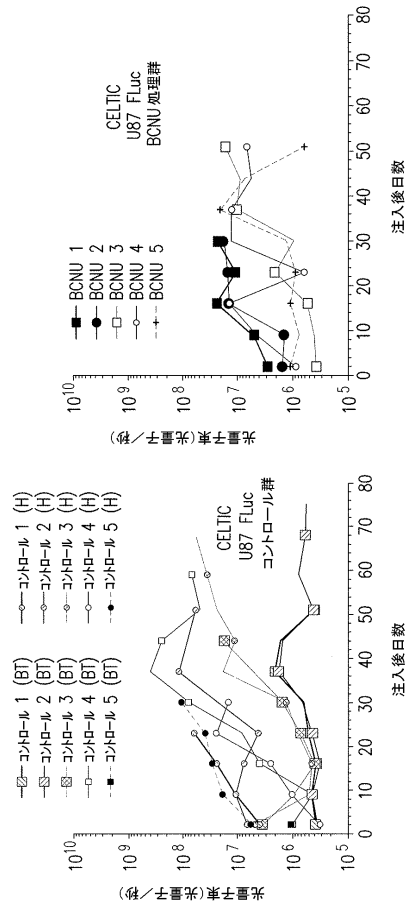 コントロール 1 (BT)
コントロール 2 (BT)
コントロール 3 (BT)
コントロール 4 (BT)
コントロール 5 (BT)
コントロール 1 (H)
コントロール 2 (H)
コントロール 3 (H)
コントロール 4 (H)
コントロール 5 (H)
CELTIC
U87 FLuc
コントロール群
光量子束(光量子/秒)
10^10
10^9
10^8
10^7
10^6
10^5
0 10 20 30 40 50 60 70 80
注入後日数
BCNU 1
BCNU 2
BCNU 3
BCNU 4
BCNU 5
CELTIC
U87 FLuc
BCNU 処理群
光量子束(光量子/秒)
10^10
10^9
10^8
10^7
10^6
10^5
0 10 20 30 40 50 60 70 80
注入後日数